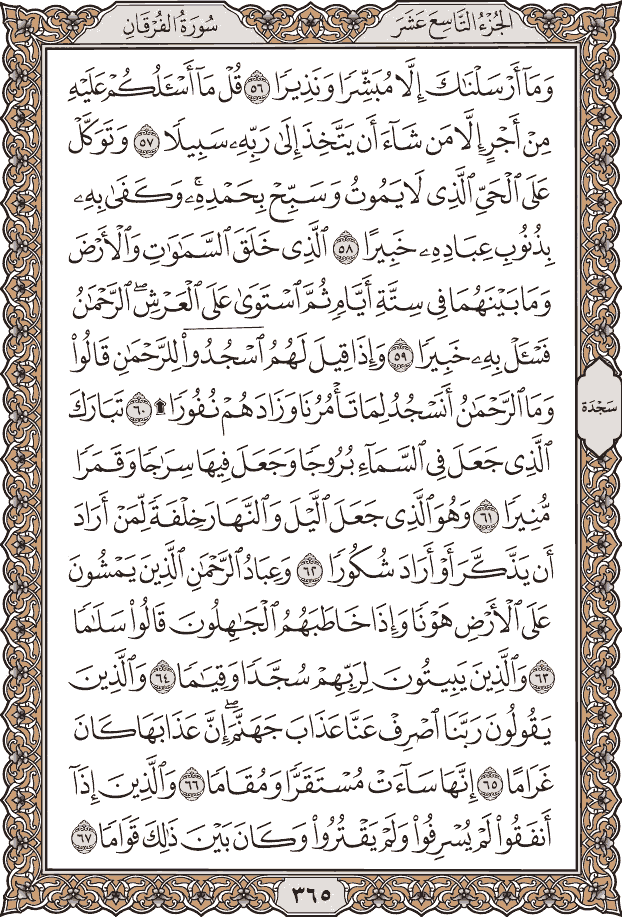 الجُزْءُ التَّاسِعَ عَشَرَ
سُورَةُ الفُرْقَانِ
وَمَآ أَرْسَلْنَٰكَ إِلَّا مُبَشِّرًا وَنَذِيرًا ٥٦ قُلْ مَآ أَسْـَٔلُكُمْ عَلَيْهِ
مِنْ أَجْرٍ إِلَّا مَن شَآءَ أَن يَتَّخِذَ إِلَىٰ رَبِّهِۦ سَبِيلًا ٥٧ وَتَوَكَّلْ
عَلَى ٱلْحَيِّ ٱلَّذِى لَا يَمُوتُ وَسَبِّحْ بِحَمْدِهِۦۚ وَكَفَىٰ بِهِۦ
بِذُنُوبِ عِبَادِهِۦ خَبِيرًا ٥٨ ٱلَّذِى خَلَقَ ٱلسَّمَٰوَٰتِ وَٱلْأَرْضَ
وَمَا بَيْنَهُمَا فِى سِتَّةِ أَيَّامٍ ثُمَّ ٱسْتَوَىٰ عَلَى ٱلْعَرْشِۖ ٱلرَّحْمَٰنُ
فَسْـَٔلْ بِهِۦ خَبِيرًا ٥٩ وَإِذَا قِيلَ لَهُمُ ٱسْجُدُوا۟ لِلرَّحْمَٰنِ قَالُوا۟
وَمَا ٱلرَّحْمَٰنُ أَنَسْجُدُ لِمَا تَأْمُرُنَا وَزَادَهُمْ نُفُورًا ۩ ٦٠ تَبَارَكَ
سَجْدَة
ٱلَّذِى جَعَلَ فِى ٱلسَّمَآءِ بُرُوجًا وَجَعَلَ فِيهَا سِرَٰجًا وَقَمَرًا
مُّنِيرًا ٦١ وَهُوَ ٱلَّذِى جَعَلَ ٱلَّيْلَ وَٱلنَّهَارَ خِلْفَةً لِّمَنْ أَرَادَ
أَن يَذَّكَّرَ أَوْ أَرَادَ شُكُورًا ٦٢ وَعِبَادُ ٱلرَّحْمَٰنِ ٱلَّذِينَ يَمْشُونَ
عَلَى ٱلْأَرْضِ هَوْنًا وَإِذَا خَاطَبَهُمُ ٱلْجَٰهِلُونَ قَالُوا۟ سَلَٰمًا
٦٣ وَٱلَّذِينَ يَبِيتُونَ لِرَبِّهِمْ سُجَّدًا وَقِيَٰمًا ٦٤ وَٱلَّذِينَ
يَقُولُونَ رَبَّنَا ٱصْرِفْ عَنَّا عَذَابَ جَهَنَّمَۖ إِنَّ عَذَابَهَا كَانَ
غَرَامًا ٦٥ إِنَّهَا سَآءَتْ مُسْتَقَرًّا وَمُقَامًا ٦٦ وَٱلَّذِينَ إِذَآ
أَنفَقُوا۟ لَمْ يُسْرِفُوا۟ وَلَمْ يَقْتُرُوا۟ وَكَانَ بَيْنَ ذَٰلِكَ قَوَامًا ٦٧
٣٦٥